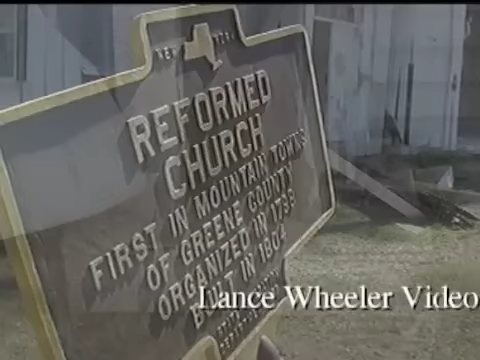 NEW YORK
REFORMED
CHURCH
FIRST IN MOUNTAIN TOWNS
OF GREENE COUNTY
ORGANIZED IN 1799
BUILT IN 1804
Lance Wheeler Video